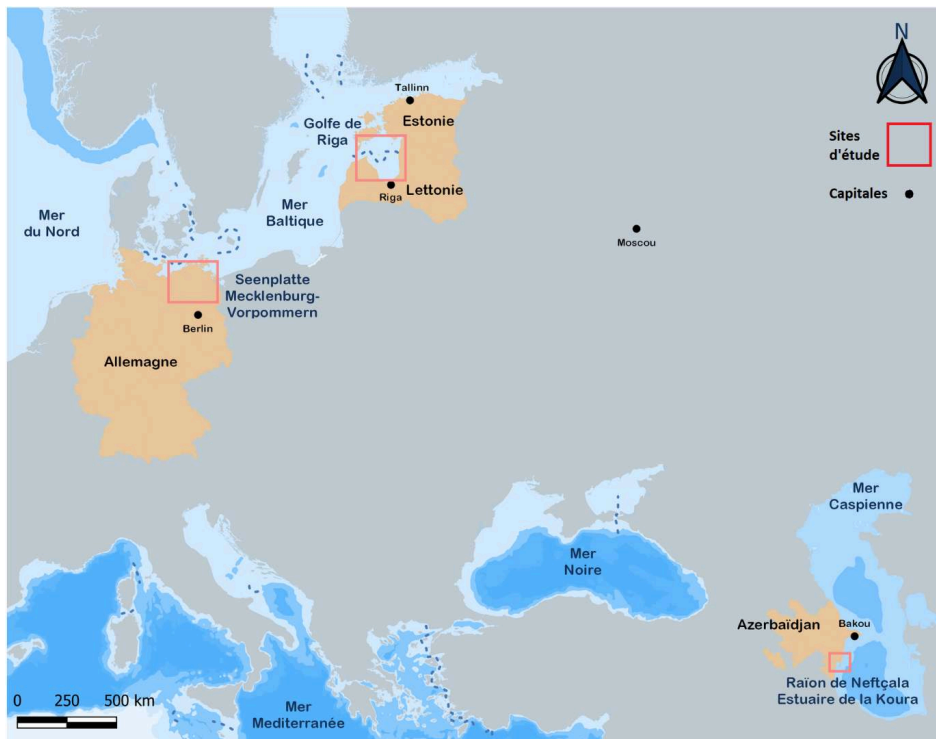 N
Sites
d'étude
Capitales
Tallinn
Estonie
Golfe de
Riga
Lettonie
Riga
Mer
Baltique
Mer
du Nord
Moscou
Seenplatte
Mecklenburg-
Vorpommern
Berlin
Allemagne
Mer
Caspienne
Mer
Noire
Azerbaïdjan
Bakou
Raïon de Neftçala
Estuaire de la Koura
0 250 500 km
Mer
Mediterranée